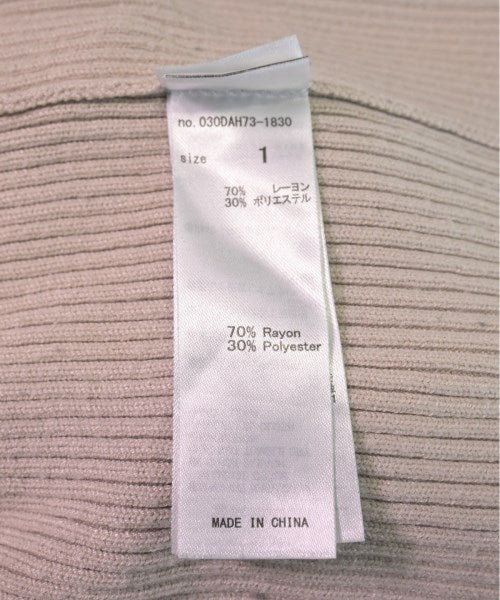 no.030DAH73-1830
size 1
70% レーヨン
30% ポリエステル
70% Rayon
30% Polyester
MADE IN CHINA